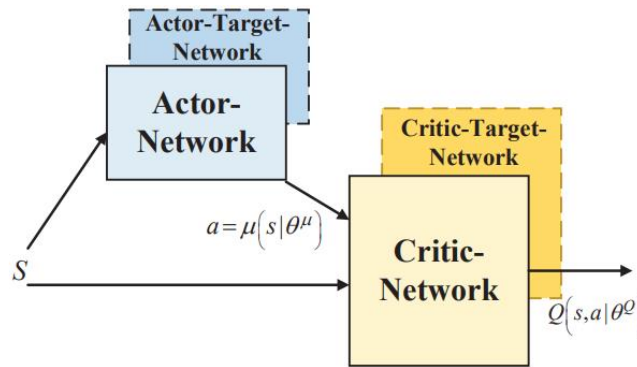 Actor-Target-
Network
Actor-
Network
Critic-Target-
Network
a=μ(s|θ^μ)
S
Critic-
Network
Q(s,a|θ^Q